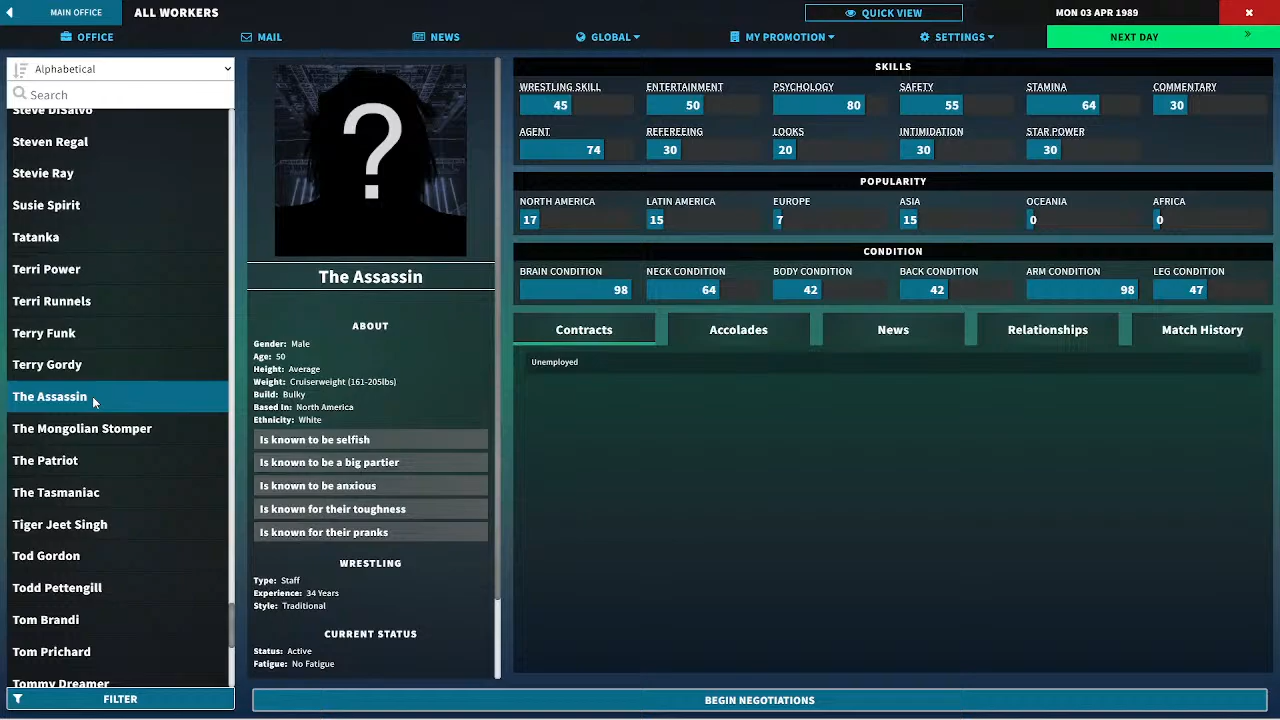 MAIN OFFICE
ALL WORKERS
QUICK VIEW
MON 03 APR 1989
OFFICE
MAIL
NEWS
GLOBAL
MY PROMOTION
SETTINGS
NEXT DAY
Alphabetical
Search
Steve DiSalvo
Steven Regal
Stevie Ray
Susie Spirit
Tatanka
Terri Power
Terri Runnels
Terry Funk
Terry Gordy
The Assassin
The Mongolian Stomper
The Patriot
The Tasmaniac
Tiger Jeet Singh
Tod Gordon
Todd Pettengill
Tom Brandi
Tom Prichard
Tommy Dreamer
FILTER
?
The Assassin
ABOUT
Gender: Male
Age: 50
Height: Average
Weight: Cruiserweight (161-205lbs)
Build: Bulky
Based In: North America
Ethnicity: White
Is known to be selfish
Is known to be a big partier
Is known to be anxious
Is known for their toughness
Is known for their pranks
WRESTLING
Type: Staff
Experience: 34 Years
Style: Traditional
CURRENT STATUS
Status: Active
Fatigue: No Fatigue
SKILLS
WRESTLING SKILL ENTERTAINMENT PSYCHOLOGY SAFETY STAMINA COMMENTARY
45 50 80 55 64 30
AGENT REFEREEING LOOKS INTIMIDATION STAR POWER
74 30 20 30 30
POPULARITY
NORTH AMERICA LATIN AMERICA EUROPE ASIA OCEANIA AFRICA
17 15 7 15 0 0
CONDITION
BRAIN CONDITION NECK CONDITION BODY CONDITION BACK CONDITION ARM CONDITION LEG CONDITION
98 64 42 42 98 47
Contracts Accolades News Relationships Match History
Unemployed
BEGIN NEGOTIATIONS